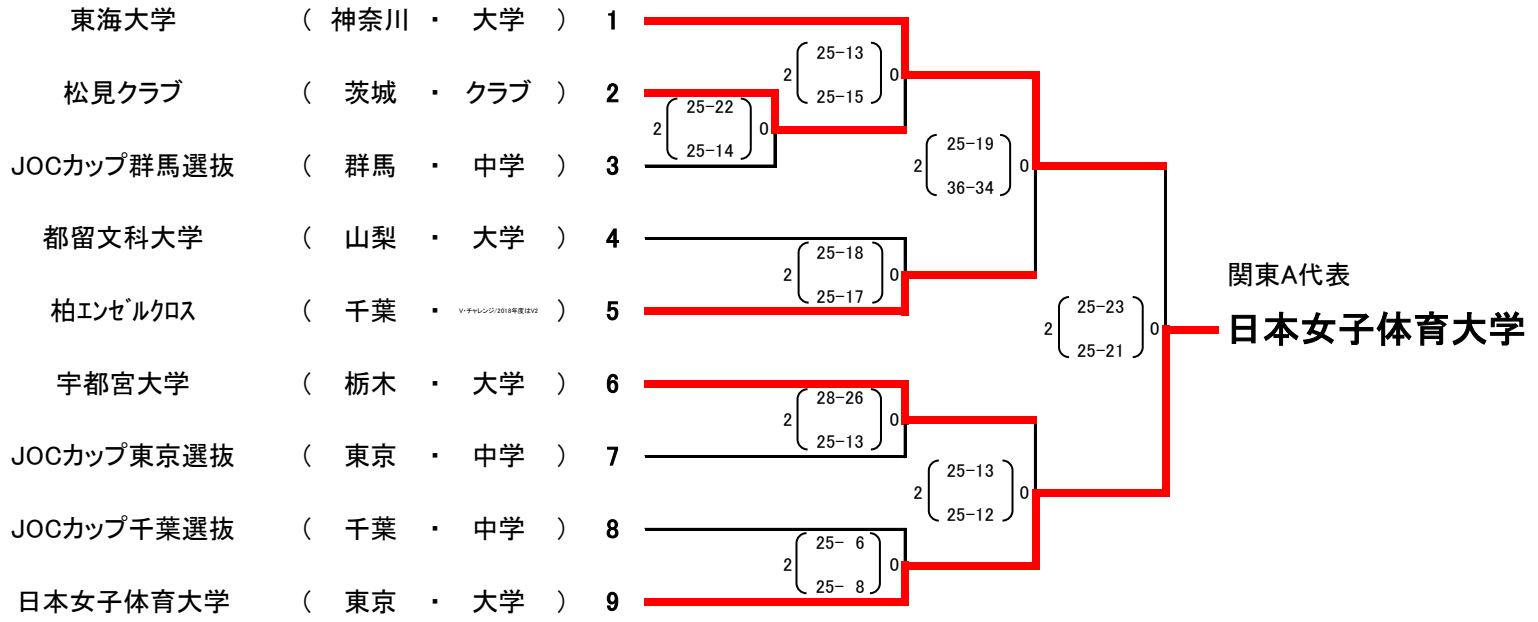 東海大学 ( 神奈川 ・ 大学 ) 1
25-13
2 0
松見クラブ ( 茨城 ・ クラブ ) 2
25-15
25-22
2 0
25-14
25-19
JOCカップ群馬選抜 ( 群馬 ・ 中学 ) 3
2 0
36-34
都留文科大学 ( 山梨 ・ 大学 ) 4
25-18
2 0
25-17
関東A代表
柏エンゼルクロス ( 千葉 ・ V・チャレンジ/2018年度はV2 ) 5
25-23
2 0
25-21
日本女子体育大学
宇都宮大学 ( 栃木 ・ 大学 ) 6
28-26
2 0
25-13
JOCカップ東京選抜 ( 東京 ・ 中学 ) 7
25-13
2 0
25-12
JOCカップ千葉選抜 ( 千葉 ・ 中学 ) 8
25- 6
2 0
25- 8
日本女子体育大学 ( 東京 ・ 大学 ) 9